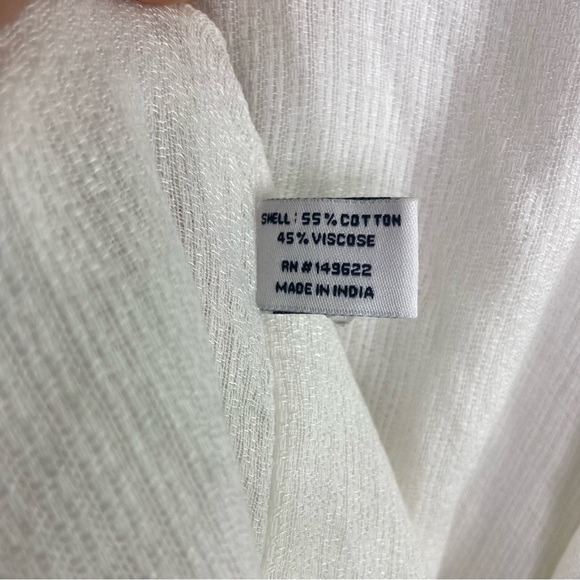 SHELL : 55% COTTON
45% VISCOSE
RN # 149622
MADE IN INDIA